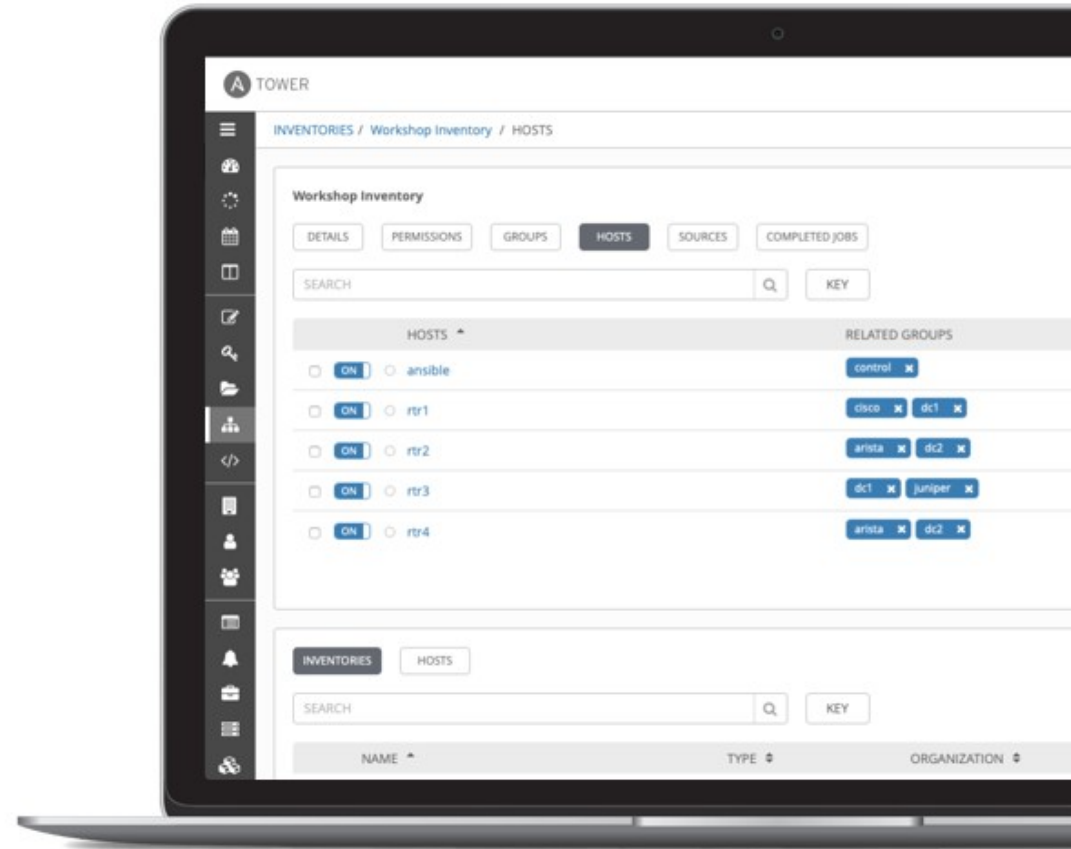 A TOWER
INVENTORIES / Workshop Inventory / HOSTS
Workshop Inventory
DETAILS PERMISSIONS GROUPS HOSTS SOURCES COMPLETED JOBS
SEARCH KEY
HOSTS RELATED GROUPS
ON ansible control
ON rtr1 cisco dc1
ON rtr2 arista dc2
ON rtr3 dc1 juniper
ON rtr4 arista dc2
INVENTORIES HOSTS
SEARCH KEY
NAME TYPE ORGANIZATION